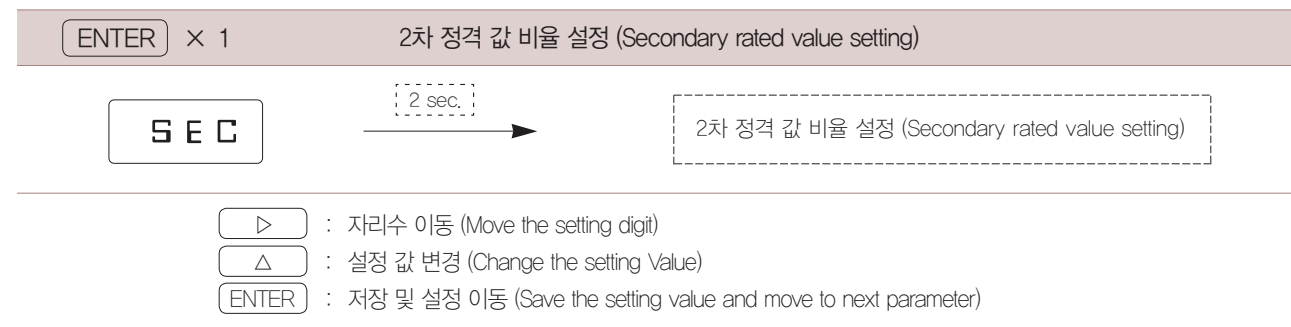 ENTER × 1 2차 정격 값 비율 설정 (Secondary rated value setting)
2 sec.
SEC 2차 정격 값 비율 설정 (Secondary rated value setting)
▷ : 자리수 이동 (Move the setting digit)
△ : 설정 값 변경 (Change the setting Value)
ENTER : 저장 및 설정 이동 (Save the setting value and move to next parameter)